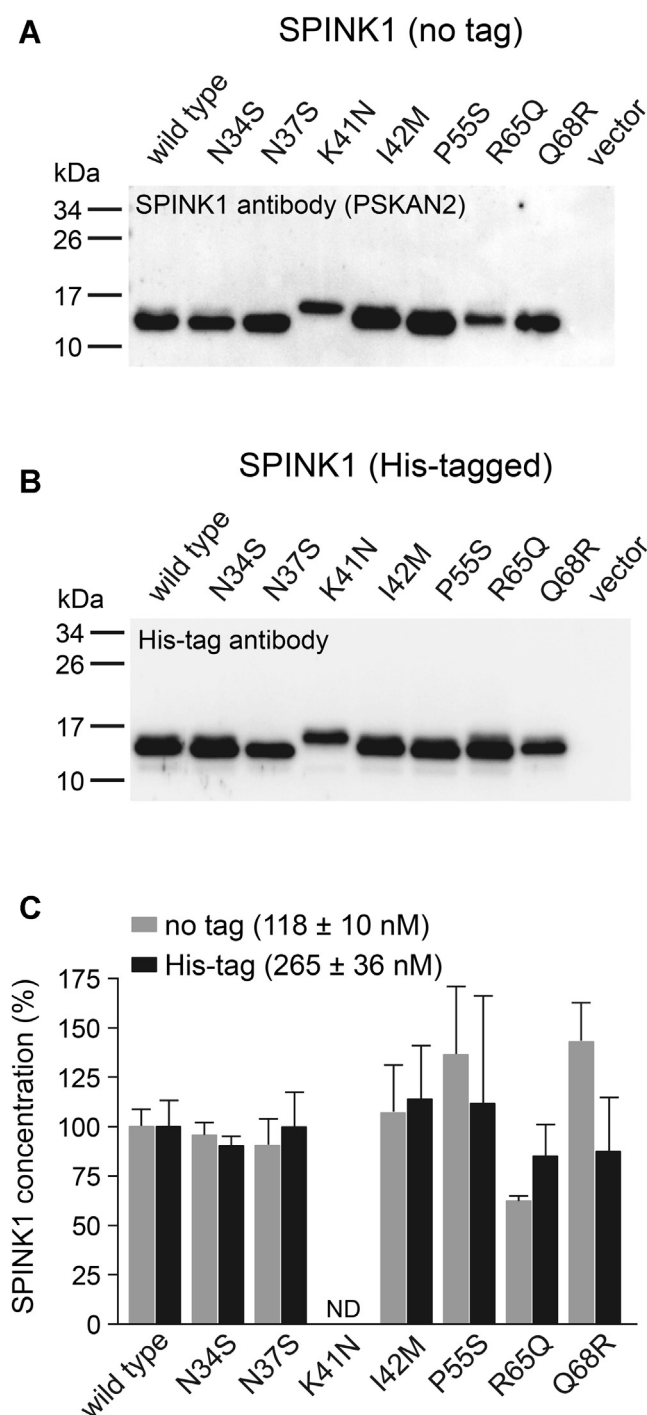 A
SPINK1 (no tag)
wild type N34S N37S K41N I42M P55S R65Q Q68R vector
kDa
34
SPINK1 antibody (PSKAN2)
26
17
10
B
SPINK1 (His-tagged)
wild type N34S N37S K41N I42M P55S R65Q Q68R vector
kDa
34
His-tag antibody
26
17
10
C
no tag (118 ± 10 nM)
His-tag (265 ± 36 nM)
SPINK1 concentration (%)
175
150
125
100
75
50
25
0
ND
wild type N34S N37S K41N I42M P55S R65Q Q68R